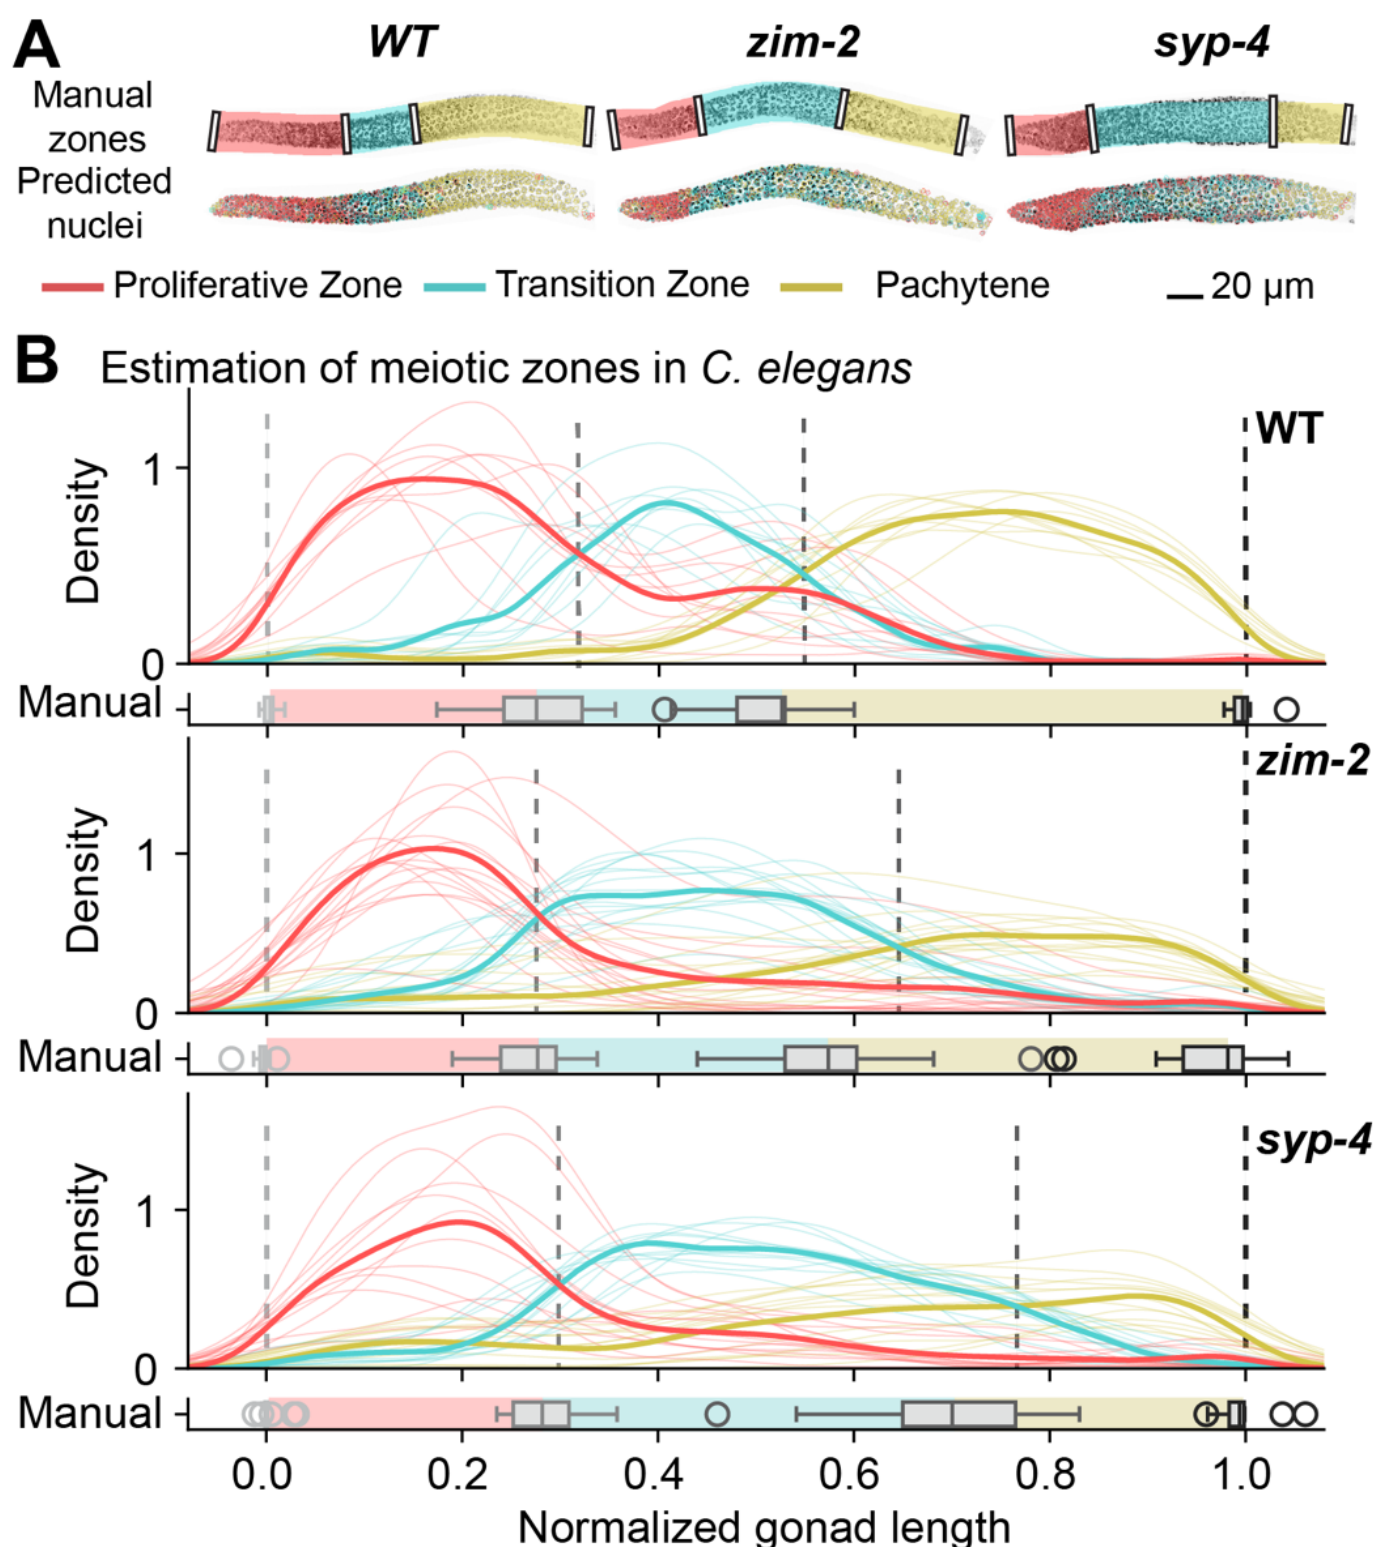 A
WT zim-2 syp-4
Manual
zones
Predicted
nuclei
Proliferative Zone Transition Zone Pachytene 20 µm
B Estimation of meiotic zones in C. elegans
WT
Density
1
0
Manual
zim-2
Density
1
0
Manual
syp-4
Density
1
0
Manual
0.0 0.2 0.4 0.6 0.8 1.0
Normalized gonad length